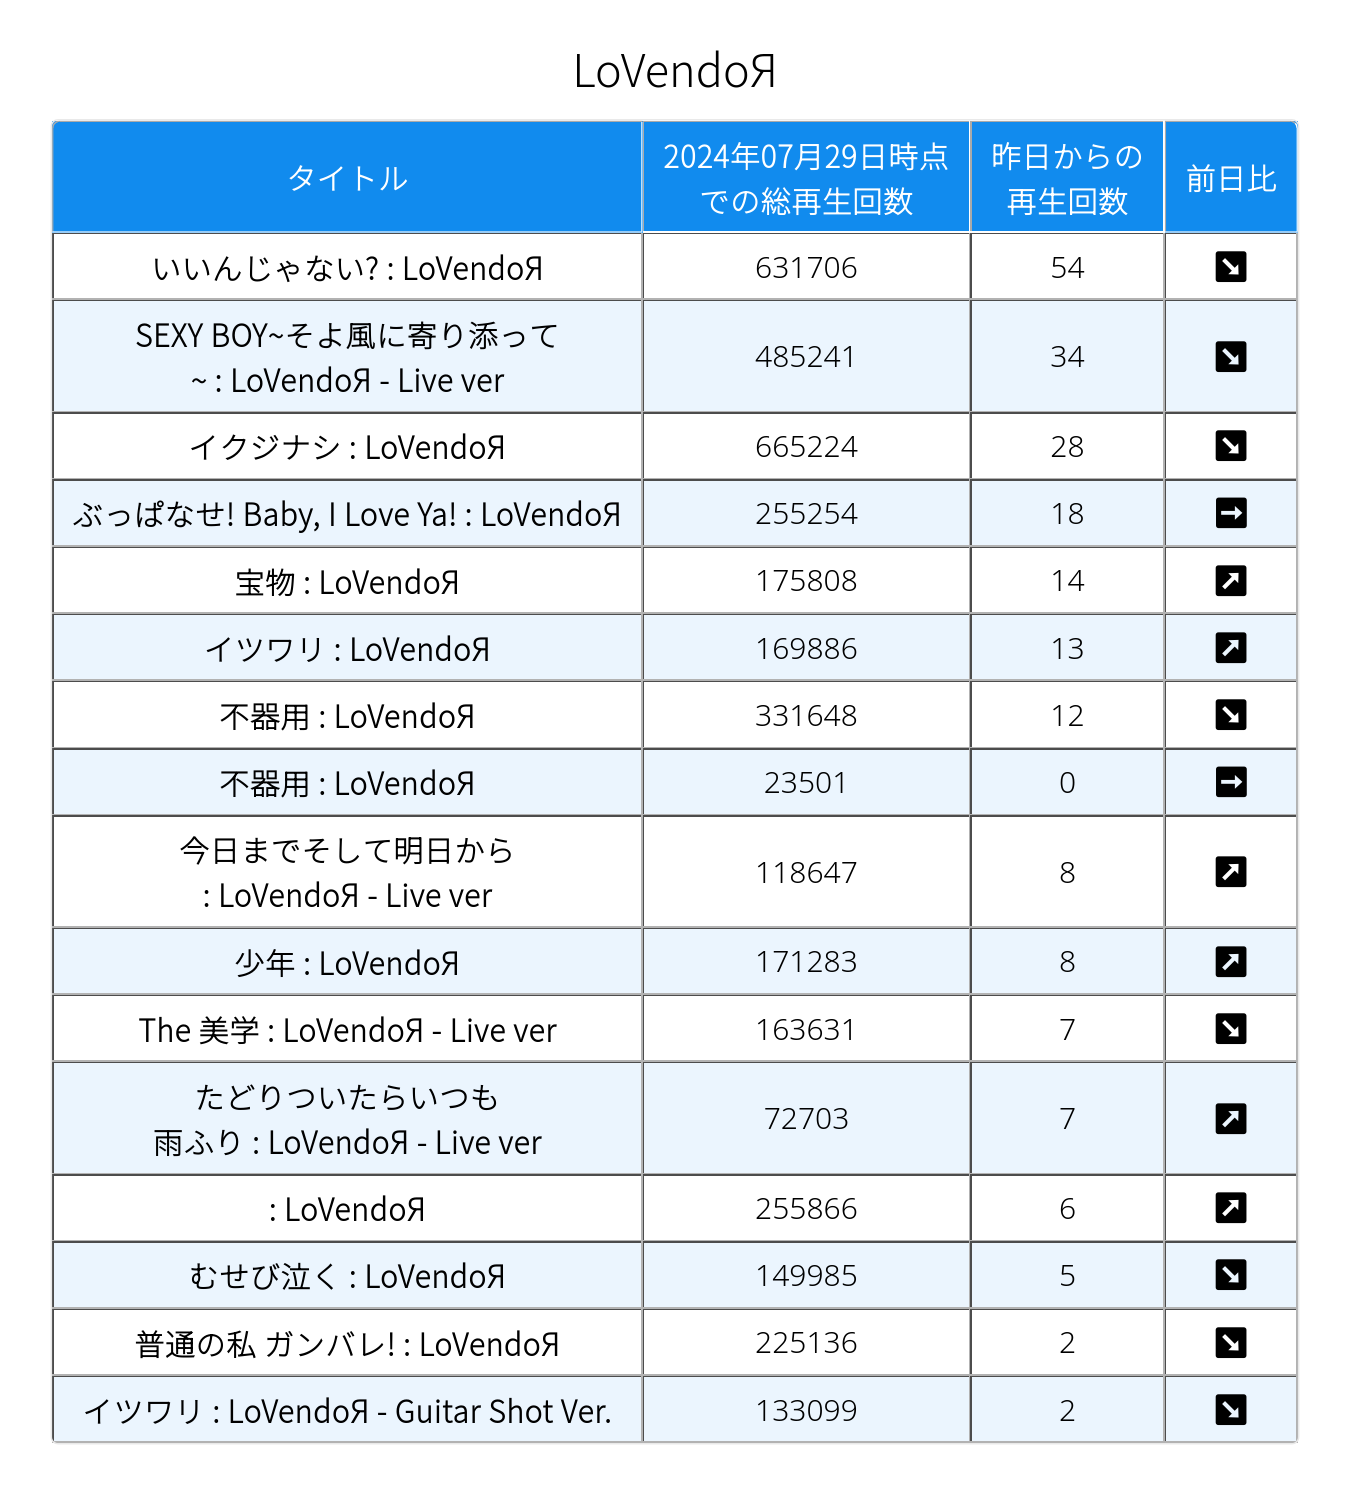 LoVendoЯ
タイトル
2024年07月29日時点
での総再生回数
昨日からの
再生回数
前日比
いいんじゃない? : LoVendoЯ
631706
54
SEXY BOY~そよ風に寄り添って
~ : LoVendoЯ - Live ver
485241
34
イクジナシ : LoVendoЯ
665224
28
ぶっぱなせ! Baby, I Love Ya! : LoVendoЯ
255254
18
宝物 : LoVendoЯ
175808
14
イツワリ : LoVendoЯ
169886
13
不器用 : LoVendoЯ
331648
12
不器用 : LoVendoЯ
23501
0
今日までそして明日から
: LoVendoЯ - Live ver
118647
8
少年 : LoVendoЯ
171283
8
The 美学 : LoVendoЯ - Live ver
163631
7
たどりついたらいつも
雨ふり : LoVendoЯ - Live ver
72703
7
: LoVendoЯ
255866
6
むせび泣く : LoVendoЯ
149985
5
普通の私 ガンバレ! : LoVendoЯ
225136
2
イツワリ : LoVendoЯ - Guitar Shot Ver.
133099
2